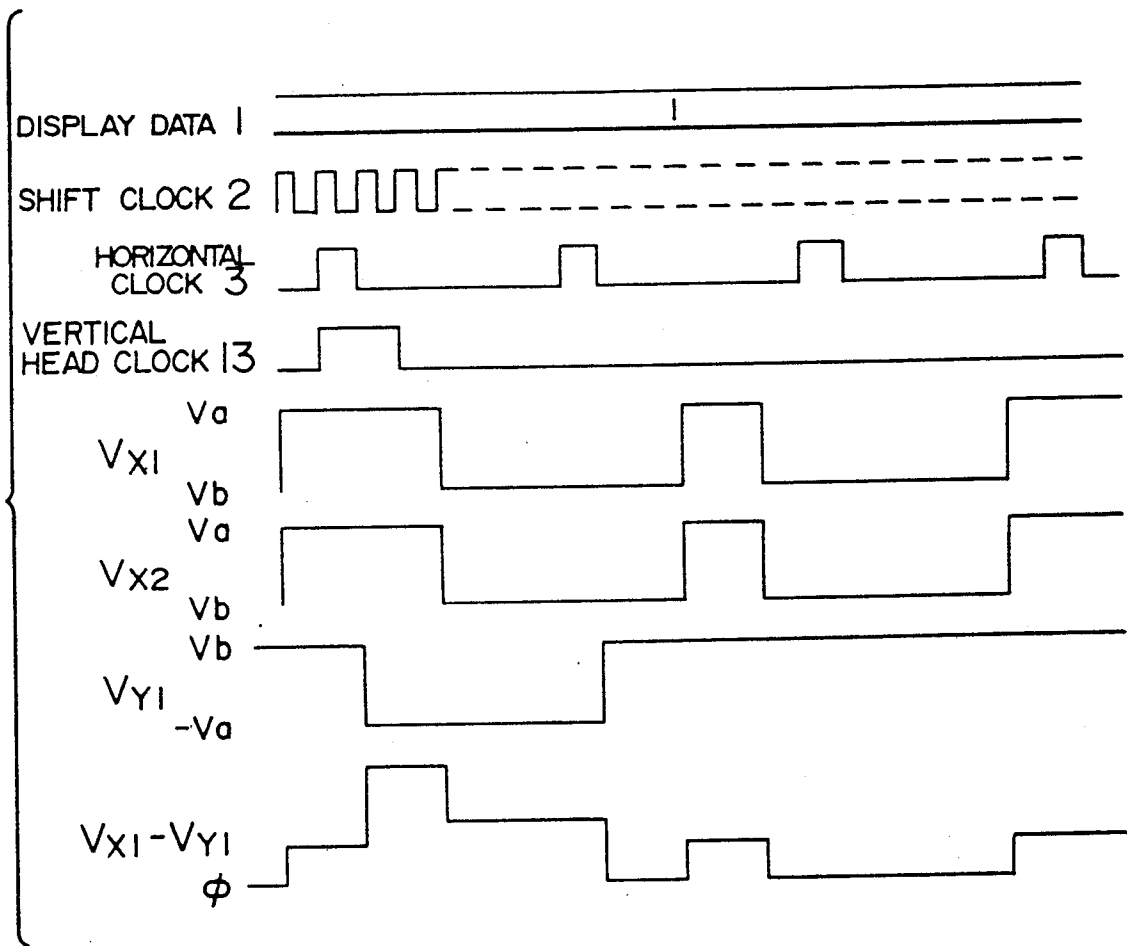 DISPLAY DATA 1
1
SHIFT CLOCK 2
HORIZONTAL
CLOCK 3
VERTICAL
HEAD CLOCK 13
Va
VX1
Vb
Va
VX2
Vb
Vb
VY1
-Va
VX1-VY1
φ